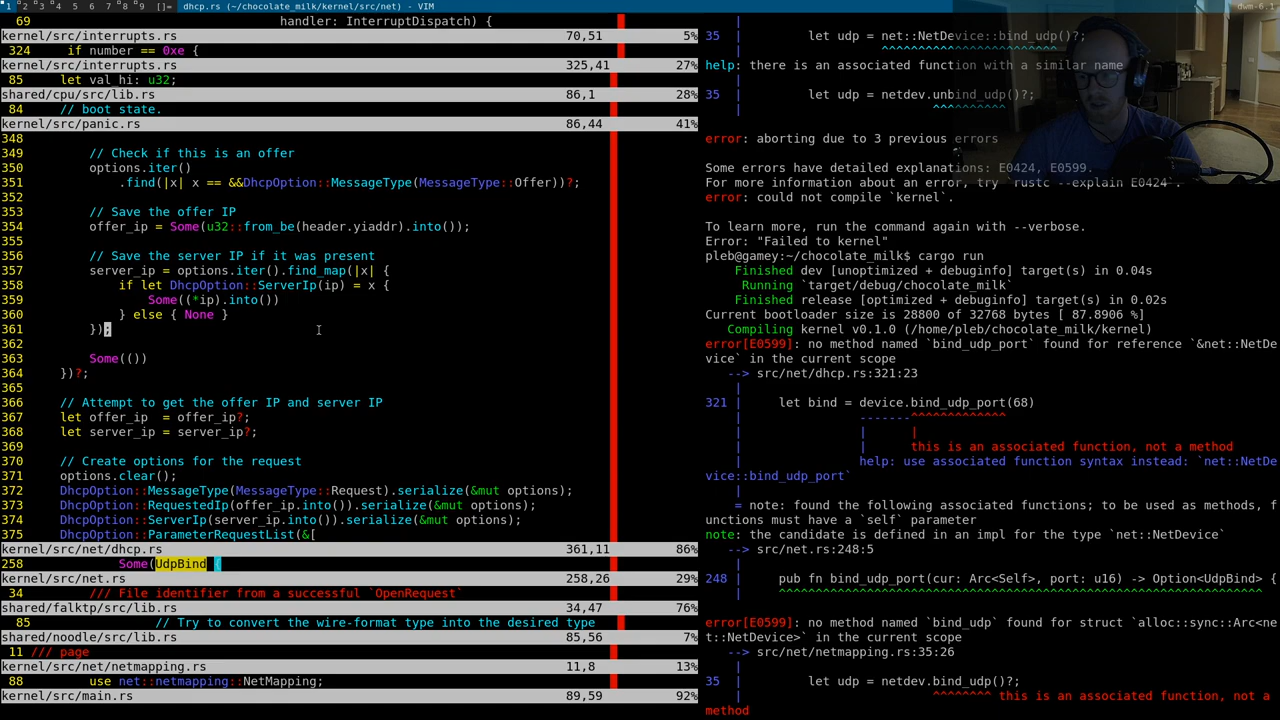 1 2 3 4 5 6 7 8 9 []= dhcp.rs (~/chocolate_milk/kernel/src/net) - VIM dwm-6.1
69 handler: InterruptDispatch) {
kernel/src/interrupts.rs 70,51 5%
324 if number == 0xe {
kernel/src/interrupts.rs 325,41 27%
85 let val_hi: u32;
shared/cpu/src/lib.rs 86,1 28%
84 // boot state.
kernel/src/panic.rs 86,44 41%
348
349 // Check if this is an offer
350 options.iter()
351 .find(|x| x == &&DhcpOption::MessageType(MessageType::Offer))?;
352
353 // Save the offer IP
354 offer_ip = Some(u32::from_be(header.yiaddr).into());
355
356 // Save the server IP if it was present
357 server_ip = options.iter().find_map(|x| {
358 if let DhcpOption::ServerIp(ip) = x {
359 Some((*ip).into())
360 } else { None }
361 });
362
363 Some(())
364 })?;
365
366 // Attempt to get the offer IP and server IP
367 let offer_ip  = offer_ip?;
368 let server_ip = server_ip?;
369
370 // Create options for the request
371 options.clear();
372 DhcpOption::MessageType(MessageType::Request).serialize(&mut options);
373 DhcpOption::RequestedIp(offer_ip.into()).serialize(&mut options);
374 DhcpOption::ServerIp(server_ip.into()).serialize(&mut options);
375 DhcpOption::ParameterRequestList(&[
kernel/src/net/dhcp.rs 361,11 86%
258 Some(UdpBind {
kernel/src/net.rs 258,26 29%
34 /// File identifier from a successful `OpenRequest`
shared/falktp/src/lib.rs 34,47 76%
85 // Try to convert the wire-format type into the desired type
shared/noodle/src/lib.rs 85,56 7%
11 /// page
kernel/src/net/netmapping.rs 11,8 13%
88 use net::netmapping::NetMapping;
kernel/src/main.rs 89,59 92%
35 | let udp = net::NetDevice::bind_udp()?;
^^^^^^^^^^^^^^^^^^^^^^^^^^^
help: there is an associated function with a similar name
|
35 | let udp = netdev.unbind_udp()?;
| ^^^^^^^^^^
error: aborting due to 3 previous errors
Some errors have detailed explanations: E0424, E0599.
For more information about an error, try `rustc --explain E0424`.
error: could not compile `kernel`.
To learn more, run the command again with --verbose.
Error: "Failed to kernel"
pleb@gamey:~/chocolate_milk$ cargo run
Finished dev [unoptimized + debuginfo] target(s) in 0.04s
Running `target/debug/chocolate_milk`
Finished release [optimized + debuginfo] target(s) in 0.02s
Current bootloader size is 28800 of 32768 bytes [ 87.8906 %]
Compiling kernel v0.1.0 (/home/pleb/chocolate_milk/kernel)
error[E0599]: no method named `bind_udp_port` found for reference `&net::NetDe
vice` in the current scope
--> src/net/dhcp.rs:321:23
|
321 | let bind = device.bind_udp_port(68)
| -------^^^^^^^^^^^^^
| | |
| | this is an associated function, not a method
| help: use associated function syntax instead: `net::NetDe
vice::bind_udp_port`
|
= note: found the following associated functions; to be used as methods, f
unctions must have a `self` parameter
note: the candidate is defined in an impl for the type `net::NetDevice`
--> src/net.rs:248:5
|
248 | pub fn bind_udp_port(cur: Arc<Self>, port: u16) -> Option<UdpBind> {
| ^^^^^^^^^^^^^^^^^^^^^^^^^^^^^^^^^^^^^^^^^^^^^^^^^^^^^^^^^^^^^^^^^^
error[E0599]: no method named `bind_udp` found for struct `alloc::sync::Arc<ne
t::NetDevice>` in the current scope
--> src/net/netmapping.rs:35:26
|
35 | let udp = netdev.bind_udp()?;
| ^^^^^^^^ this is an associated function, not a
method